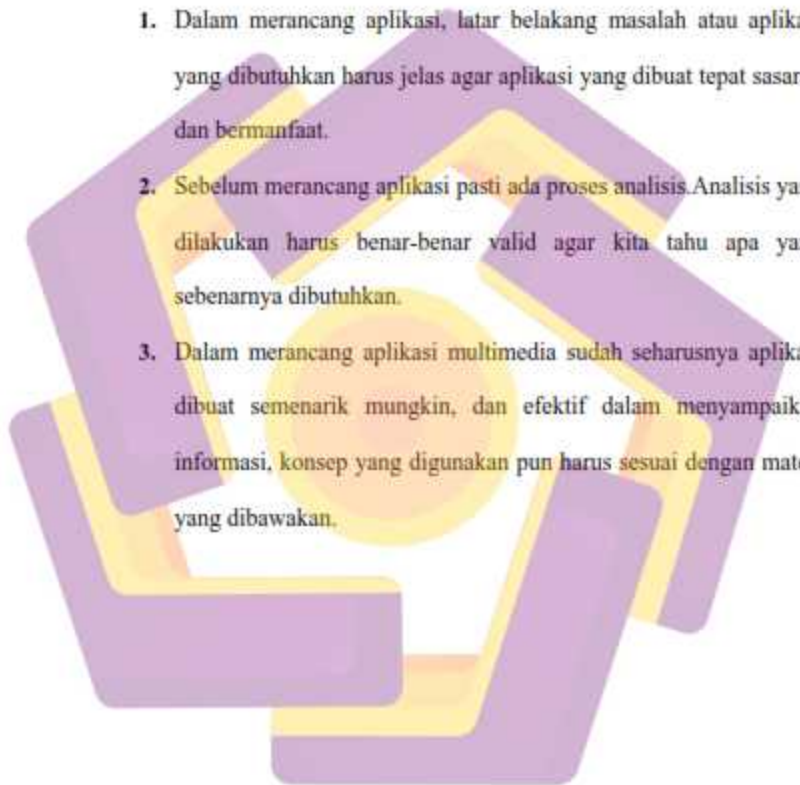 1. Dalam merancang aplikasi, latar belakang masalah atau aplika
yang dibutuhkan harus jelas agar aplikasi yang dibuat tepat sasar
dan bermanfaat.
2. Sebelum merancang aplikasi pasti ada proses analisis.Analisis ya
dilakukan harus benar-benar valid agar kita tahu apa ya
sebenarnya dibutuhkan.
3. Dalam merancang aplikasi multimedia sudah seharusnya aplika
dibuat semenarik mungkin, dan efektif dalam menyampaik
informasi, konsep yang digunakan pun harus sesuai dengan mate
yang dibawakan.